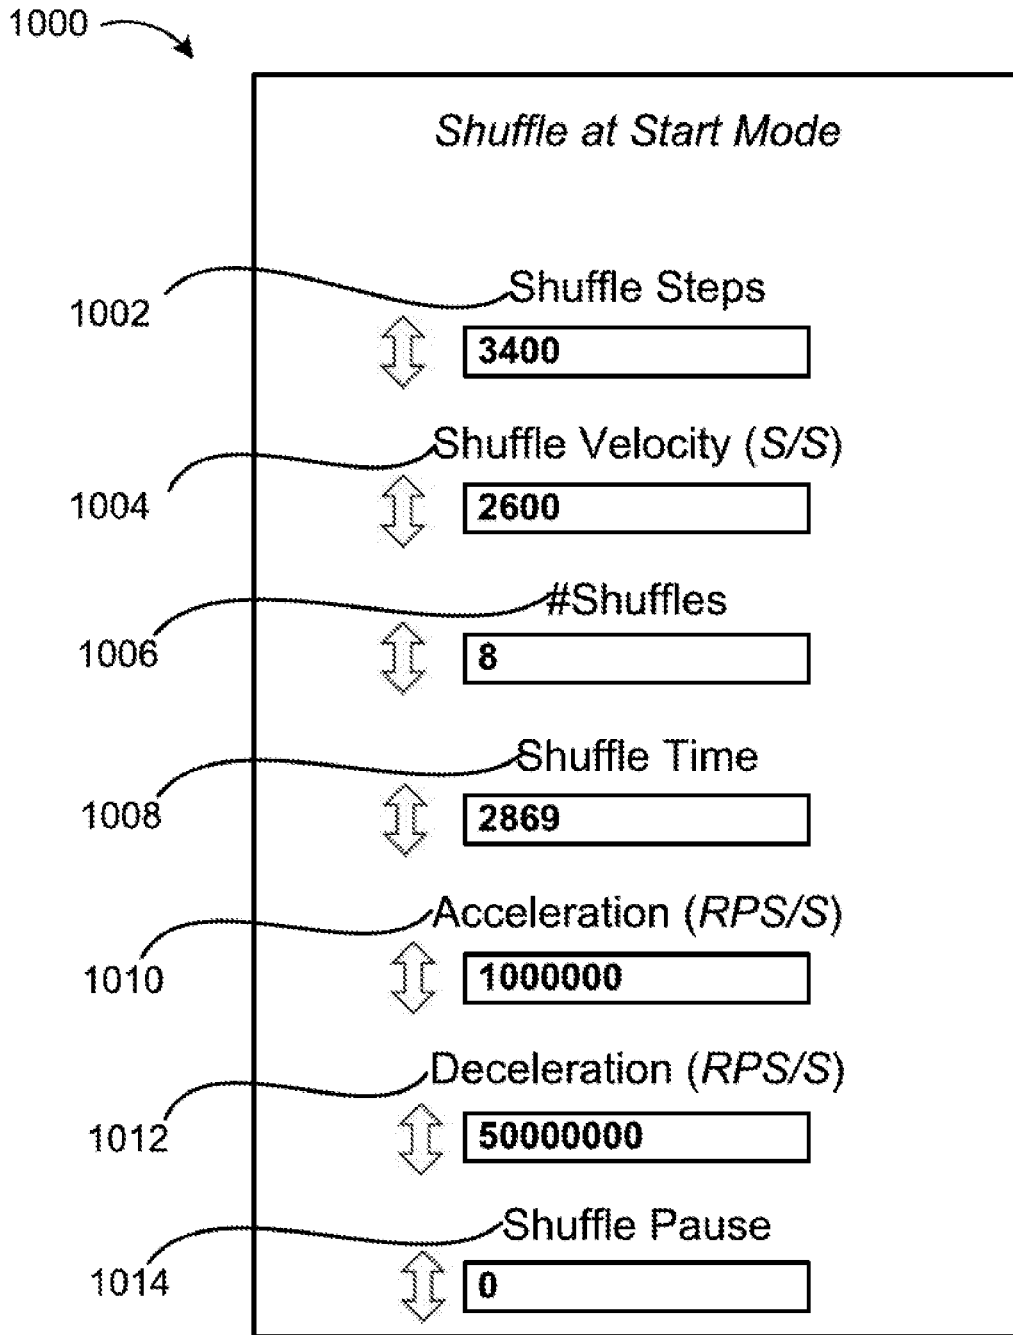 1000
Shuffle at Start Mode
Shuffle Steps
1002
3400
Shuffle Velocity (S/S)
1004
2600
#Shuffles
1006
8
Shuffle Time
1008
2869
Acceleration (RPS/S)
1010
1000000
Deceleration (RPS/S)
1012
50000000
Shuffle Pause
1014
0